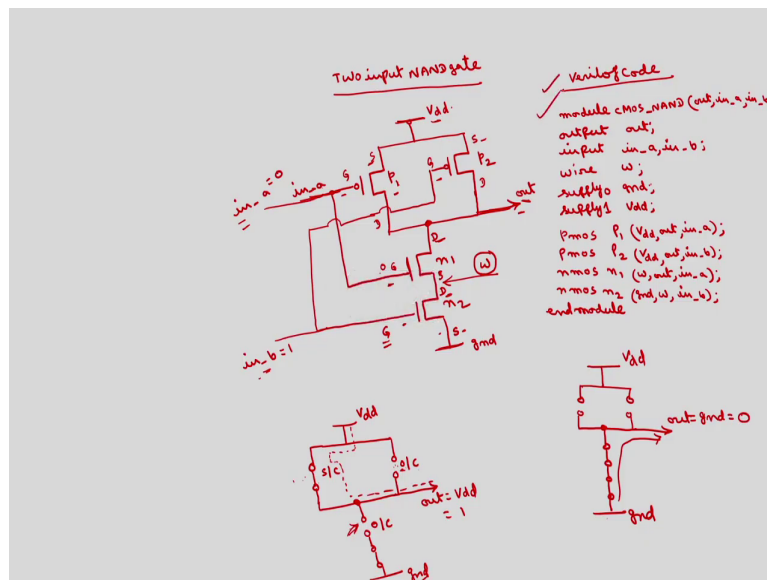 TWO input NAND gate
Vdd
S
S
G
P1
G
P2
in_a=0
in_a
D
D
out
D
G
n1
S
w
D
n2
G
S
gnd
in_b=1
verilog code
module CMOS_NAND(out,in_a,in_b
output out;
input in_a,in_b;
wire w;
supply0 gnd;
supply1 Vdd;
pmos P1 (Vdd,out,in_a);
pmos P2 (Vdd,out,in_b);
nmos n1 (w,out,in_a);
nmos n2 (gnd,w,in_b);
endmodule
Vdd
S/C
O/C
out=Vdd
= 1
O/C
gnd
Vdd
out=gnd=0
gnd